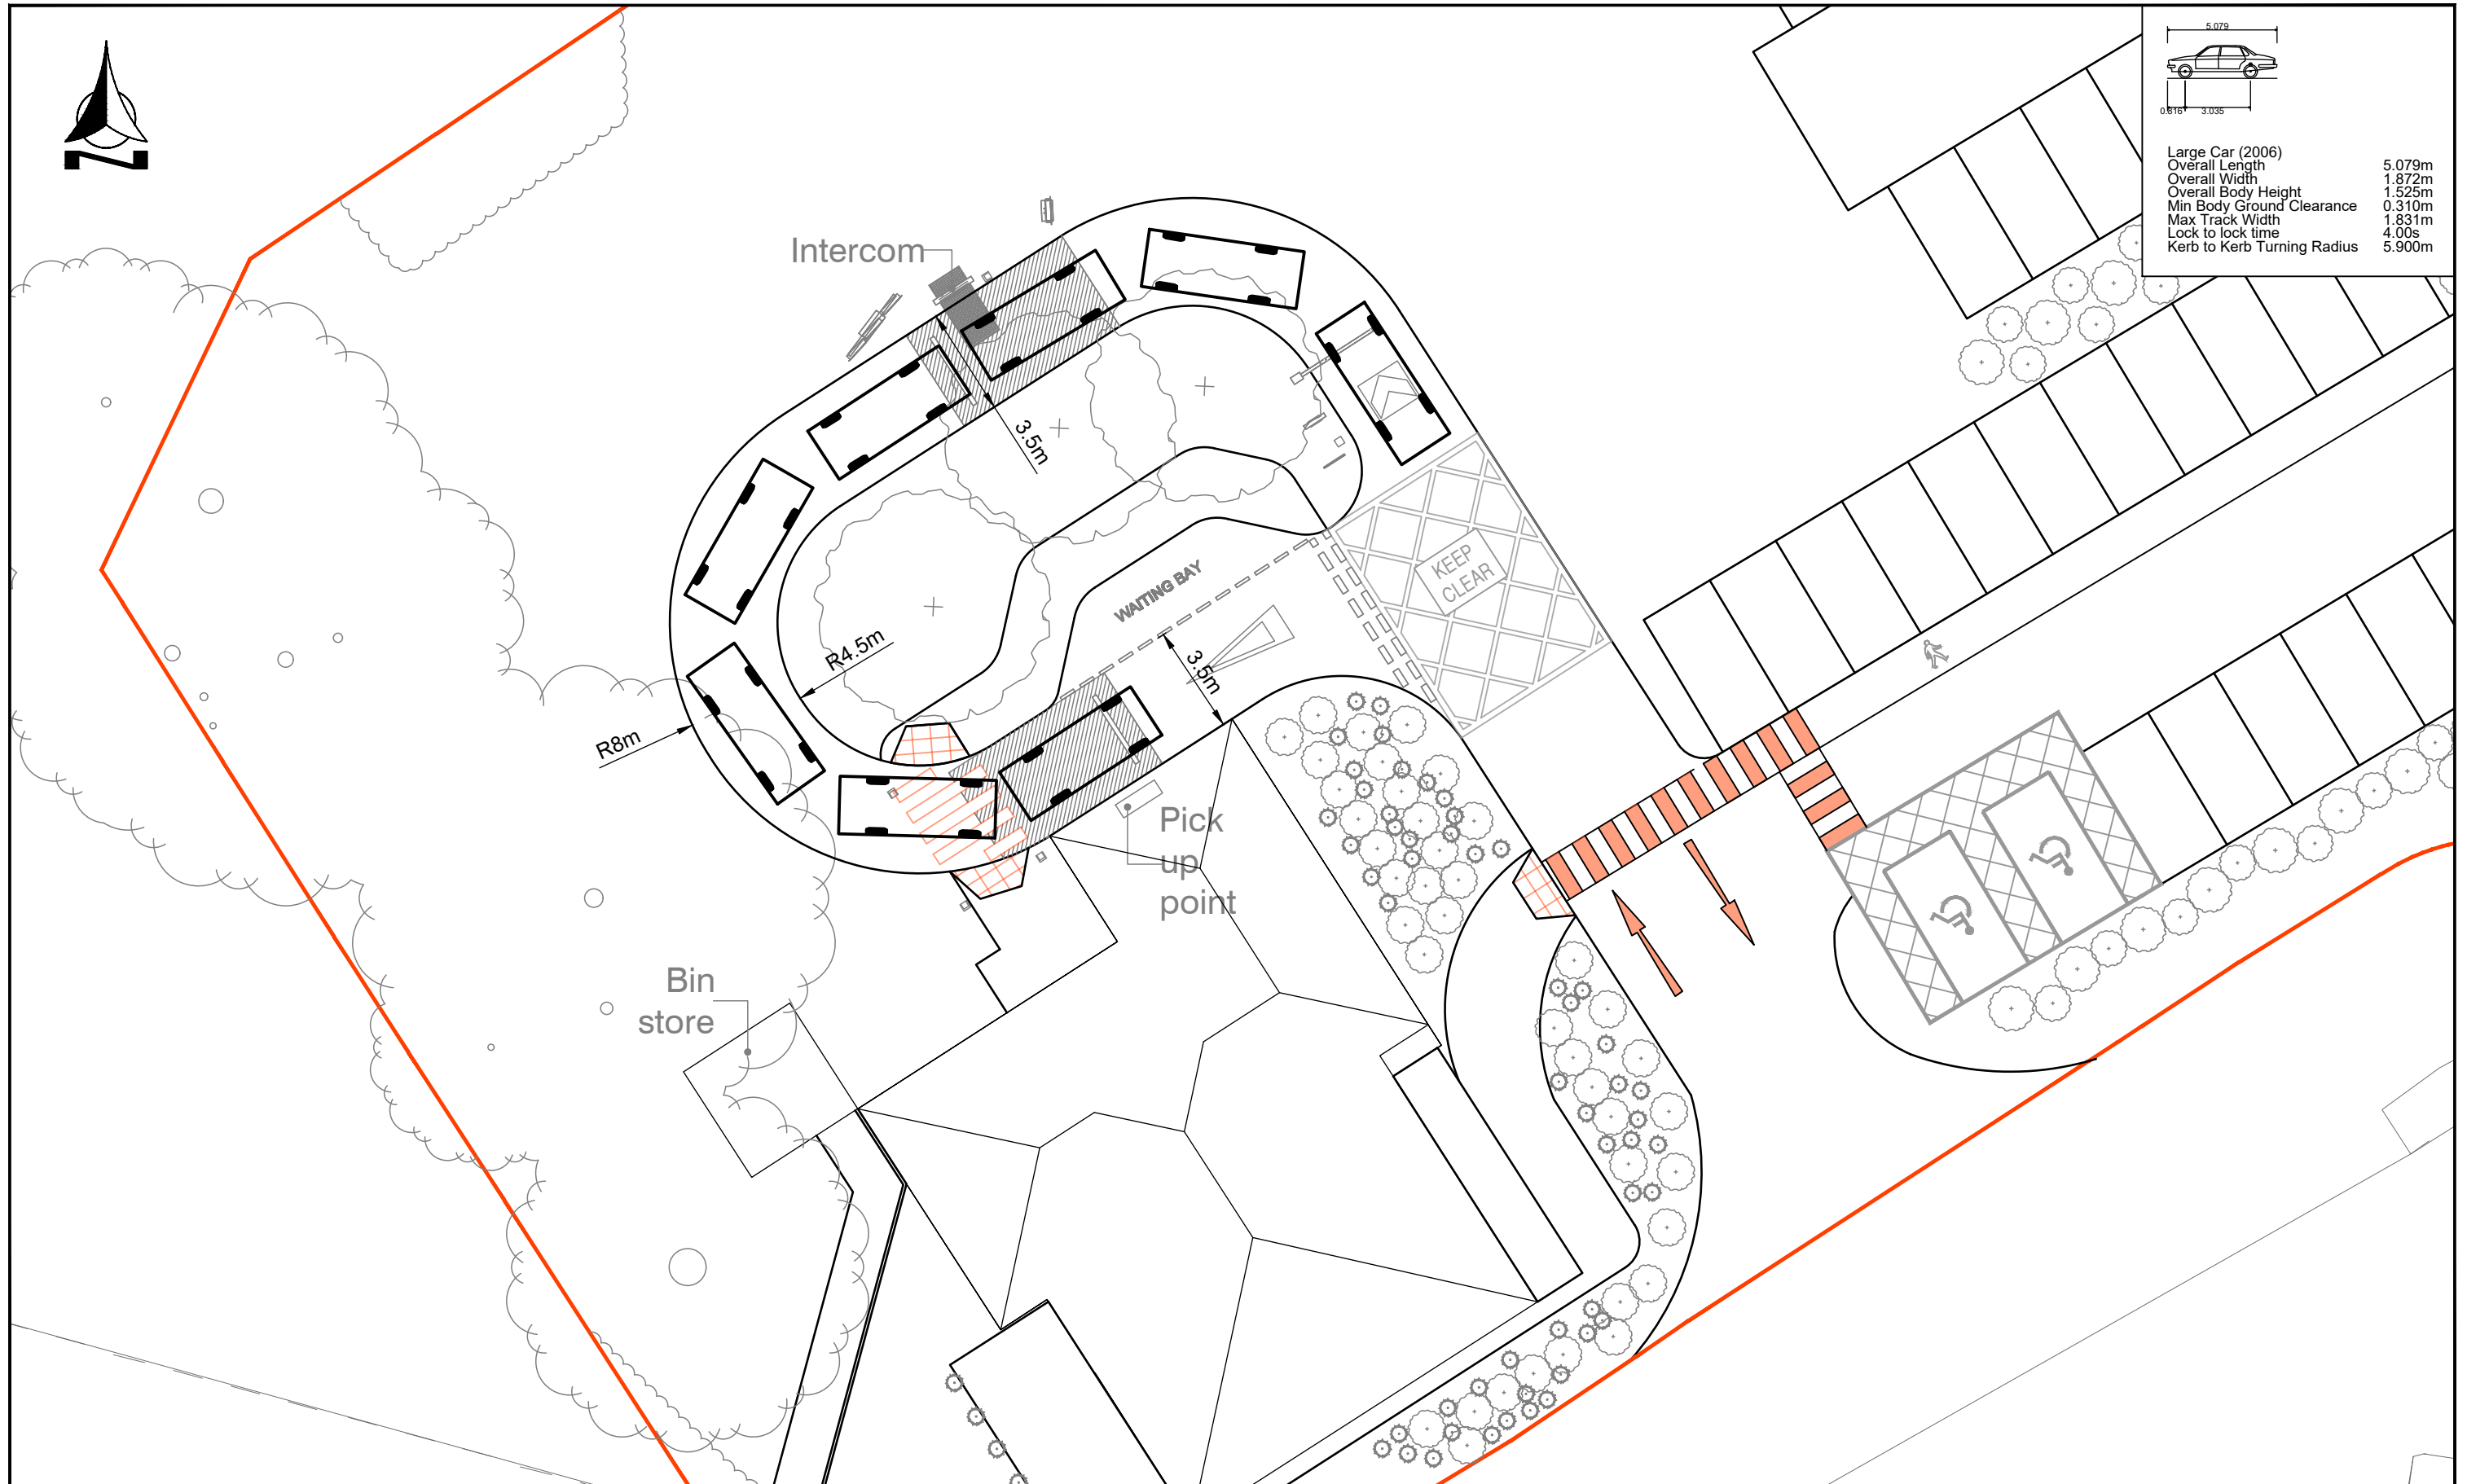 N
5.079
0.816 3.035
Large Car (2006)
Overall Length 5.079m
Overall Width 1.872m
Overall Body Height 1.525m
Min Body Ground Clearance 0.310m
Max Track Width 1.831m
Lock to lock time 4.00s
Kerb to Kerb Turning Radius 5.900m
Intercom
3.5m
KEEP
CLEAR
WAITING BAY
R4.5m
3.5m
R8m
Pick
up
point
Bin
store